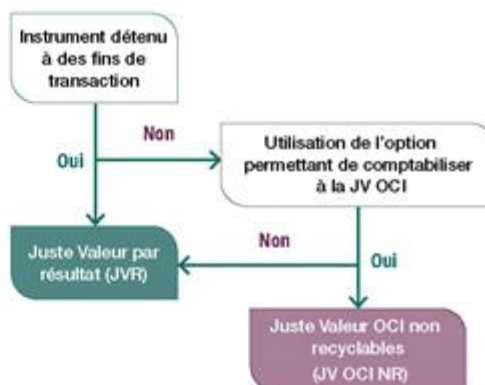 Instrument détenu
à des fins de
transaction
Non
Oui
Utilisation de l'option
permettant de comptabiliser
à la JV OCI
Non
Oui
Juste Valeur par
résultat (JVR)
Juste Valeur OCI non
recyclables
(JV OCI NR)